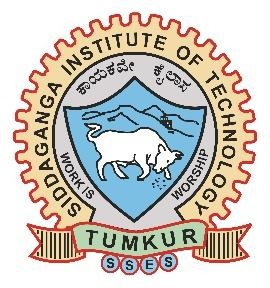 SIDDAGANGA INSTITUTE OF TECHNOLOGY
ಕಾಯಕವೇ ಕೈಲಾಸ
WORK IS
WORSHIP
TUMKUR
SSES